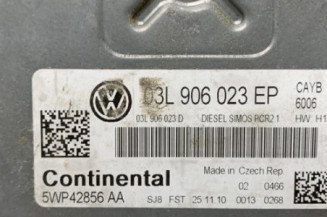 03L 906 023 EP CAYB
6006
03L 906 023 D DIESEL SIMOS PCR2 1 HW H1
Continental Made in Czech Rep
02 0466
5WP42856 AA SJ8 FST 25 11 10 0013 0268